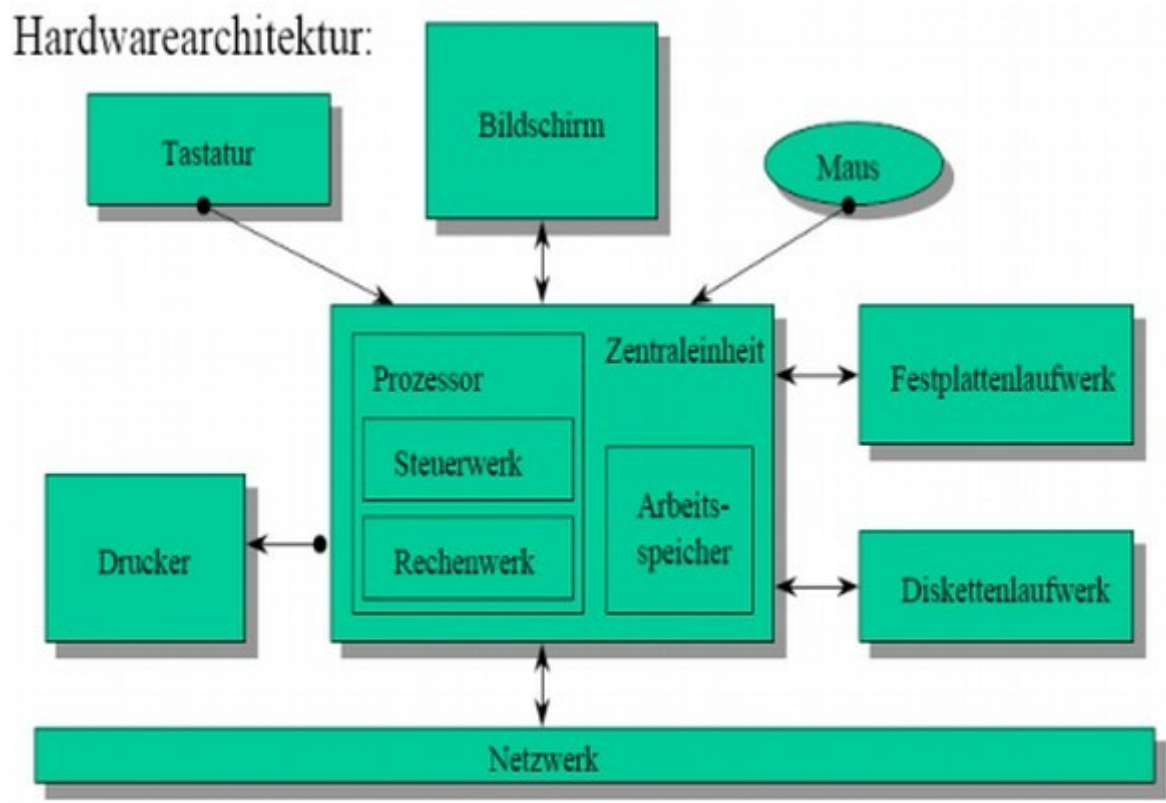 Hardwarearchitektur:
Tastatur
Bildschirm
Maus
Prozessor
Zentraleinheit
Steuerwerk
Rechenwerk
Arbeits-
speicher
Festplattenlaufwerk
Drucker
Diskettenlaufwerk
Netzwerk